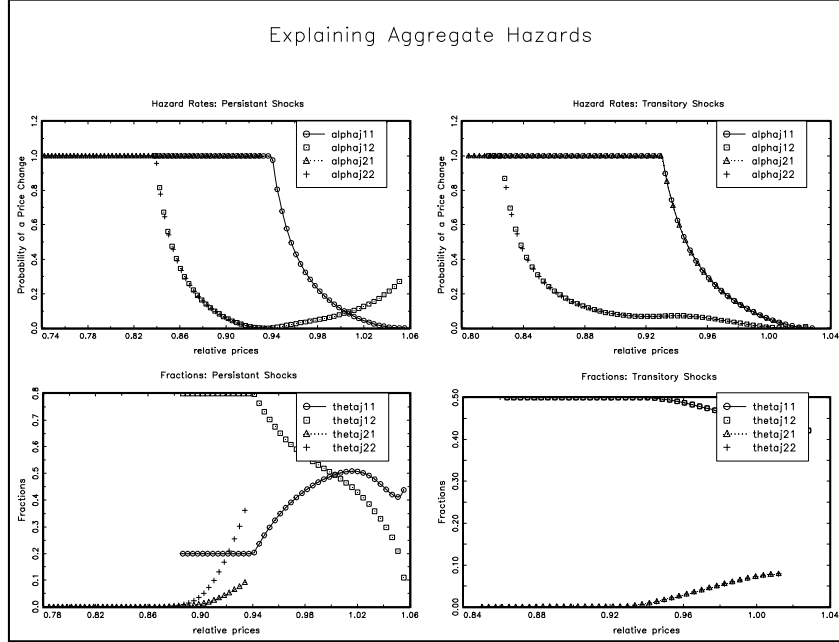 Explaining Aggregate Hazards
Hazard Rates: Persistant Shocks
Probability of a Price Change
1.2
1.0
0.8
0.6
0.4
0.2
0.0
0.74 0.78 0.82 0.86 0.90 0.94 0.98 1.02 1.06
relative prices
alphaj11
alphaj12
alphaj21
alphaj22
Hazard Rates: Transitory Shocks
Probability of a Price Change
1.2
1.0
0.8
0.6
0.4
0.2
0.0
0.80 0.84 0.88 0.92 0.96 1.00 1.04
relative prices
alphaj11
alphaj12
alphaj21
alphaj22
Fractions: Persistant Shocks
Fractions
0.8
0.7
0.6
0.5
0.4
0.3
0.2
0.1
0.0
0.78 0.82 0.86 0.90 0.94 0.98 1.02 1.06
relative prices
thetaj11
thetaj12
thetaj21
thetaj22
Fractions: Transitory Shocks
Fractions
0.50
0.40
0.30
0.20
0.10
0.00
0.84 0.88 0.92 0.96 1.00 1.04
relative prices
thetaj11
thetaj12
thetaj21
thetaj22